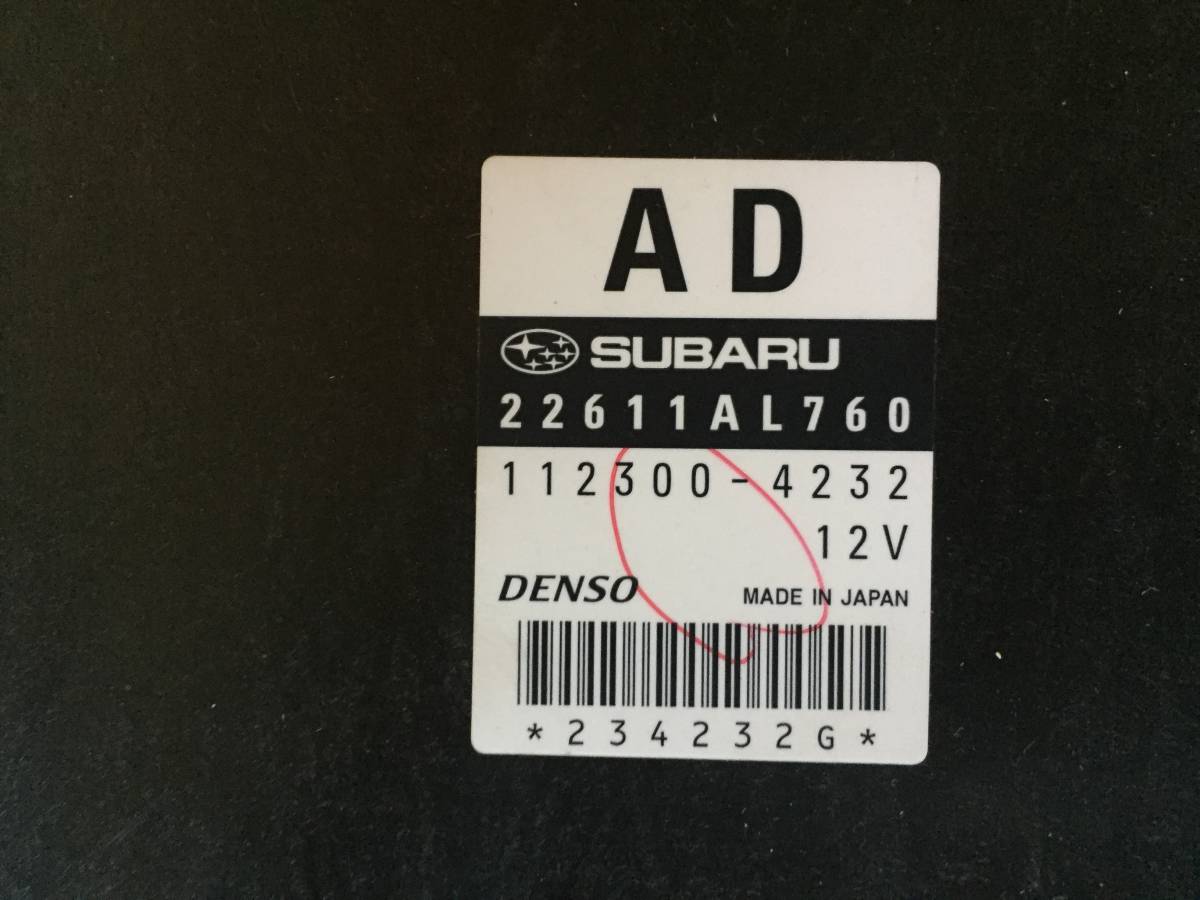 AD
SUBARU
22611AL760
112300-4232
12V
DENSO MADE IN JAPAN
*234232G*